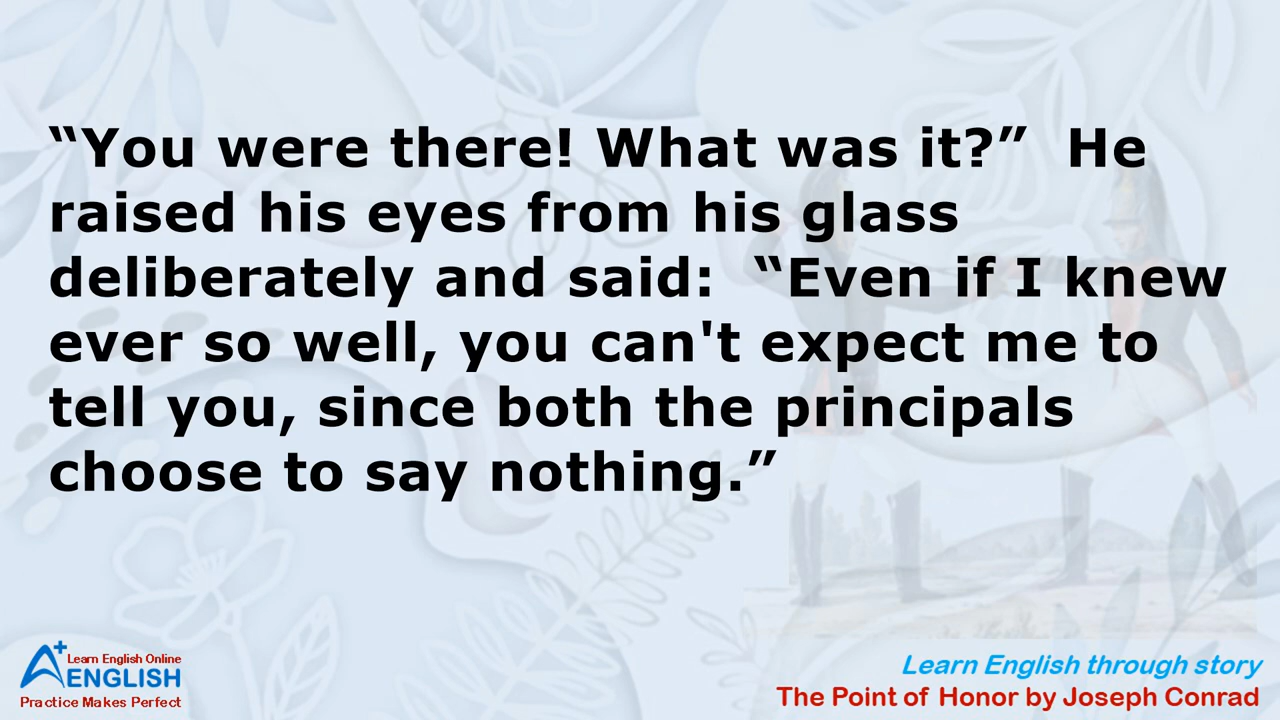 “You were there! What was it?”  He
raised his eyes from his glass
deliberately and said:  “Even if I knew
ever so well, you can't expect me to
tell you, since both the principals
choose to say nothing.”
A+ Learn English Online
ENGLISH
Practice Makes Perfect
Learn English through story
The Point of Honor by Joseph Conrad